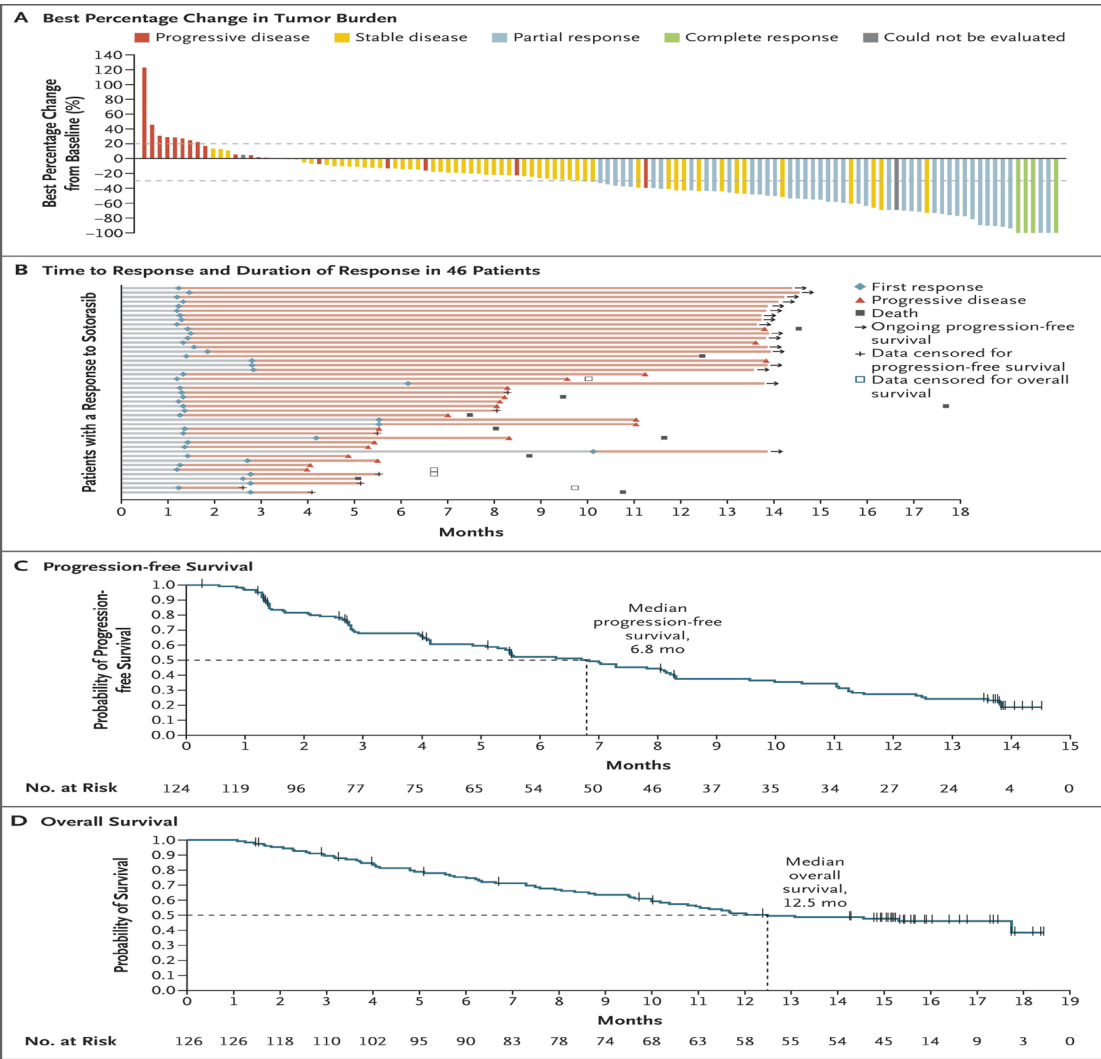 A Best Percentage Change in Tumor Burden
Progressive disease Stable disease Partial response Complete response Could not be evaluated
Best Percentage Change
from Baseline (%)
140
120
100
80
60
40
20
0
−20
−40
−60
−80
−100
B Time to Response and Duration of Response in 46 Patients
Patients with a Response to Sotorasib
First response
Progressive disease
Death
Ongoing progression-free
survival
Data censored for
progression-free survival
Data censored for overall
survival
0 1 2 3 4 5 6 7 8 9 10 11 12 13 14 15 16 17 18
Months
C Progression-free Survival
Probability of Progression-
free Survival
1.0
0.9
0.8
0.7
0.6
0.5
0.4
0.3
0.2
0.1
0.0
Median
progression-free
survival,
6.8 mo
0 1 2 3 4 5 6 7 8 9 10 11 12 13 14 15
Months
No. at Risk 124 119 96 77 75 65 54 50 46 37 35 34 27 24 4 0
D Overall Survival
Probability of Survival
1.0
0.9
0.8
0.7
0.6
0.5
0.4
0.3
0.2
0.1
0.0
Median
overall
survival,
12.5 mo
0 1 2 3 4 5 6 7 8 9 10 11 12 13 14 15 16 17 18 19
Months
No. at Risk 126 126 118 110 102 95 90 83 78 74 68 63 58 55 54 45 14 9 3 0